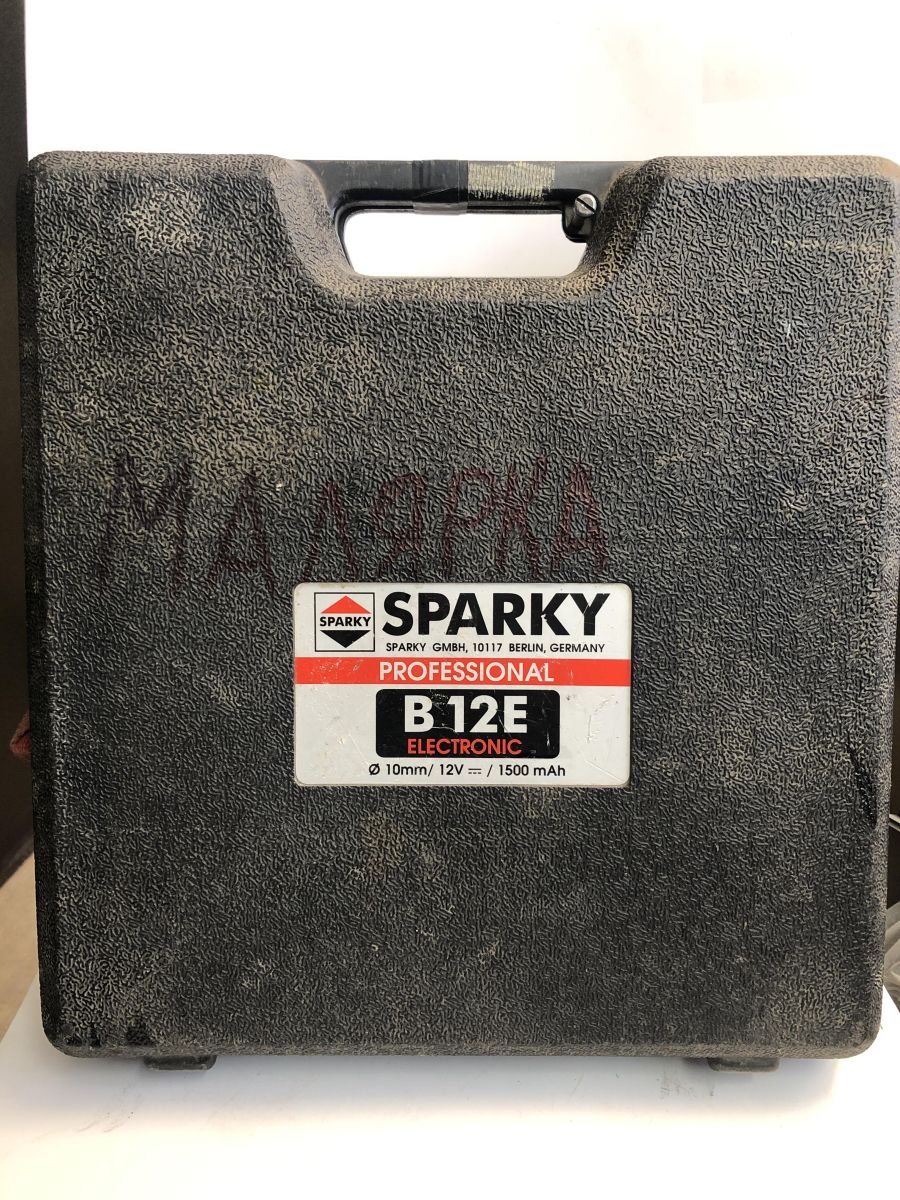 МАЛЯРКА
SPARKY
SPARKY
SPARKY GMBH, 10117 BERLIN, GERMANY
PROFESSIONAL
B 12E
ELECTRONIC
Ø 10mm/ 12V ⎓ / 1500 mAh